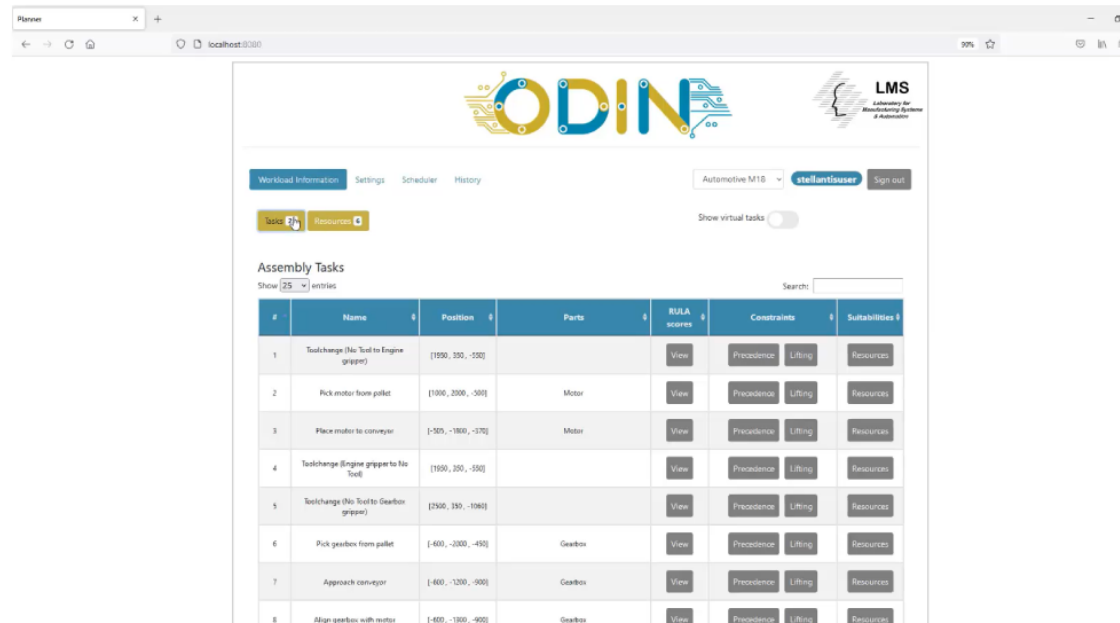 Planner
localhost:8080
90%
ODIN
LMS
Laboratory for
Manufacturing Systems
& Automation
Workload Information Settings Scheduler History Automotive M18 stellantisuser Sign out
Tasks Resources 6 Show virtual tasks
Assembly Tasks
Show 25 entries Search:
# Name Position Parts RULA scores Constraints Suitabilities
1 Toolchange (No Tool to Engine gripper) [1950, 350, -550] View Precedence Lifting Resources
2 Pick motor from pallet [1000, 2000, -500] Motor View Precedence Lifting Resources
3 Place motor to conveyor [-505, -1800, -370] Motor View Precedence Lifting Resources
4 Toolchange (Engine gripper to No Tool) [1950, 350, -550] View Precedence Lifting Resources
5 Toolchange (No Tool to Gearbox gripper) [2500, 350, -1060] View Precedence Lifting Resources
6 Pick gearbox from pallet [-600, -2000, -450] Gearbox View Precedence Lifting Resources
7 Approach conveyor [-600, -1200, -900] Gearbox View Precedence Lifting Resources
8 Align gearbox with motor [-600, -1300, -900] Gearbox View Precedence Lifting Resources